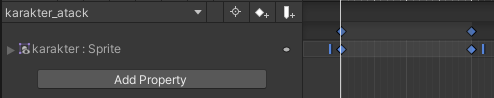 karakter_atack
karakter : Sprite
Add Property